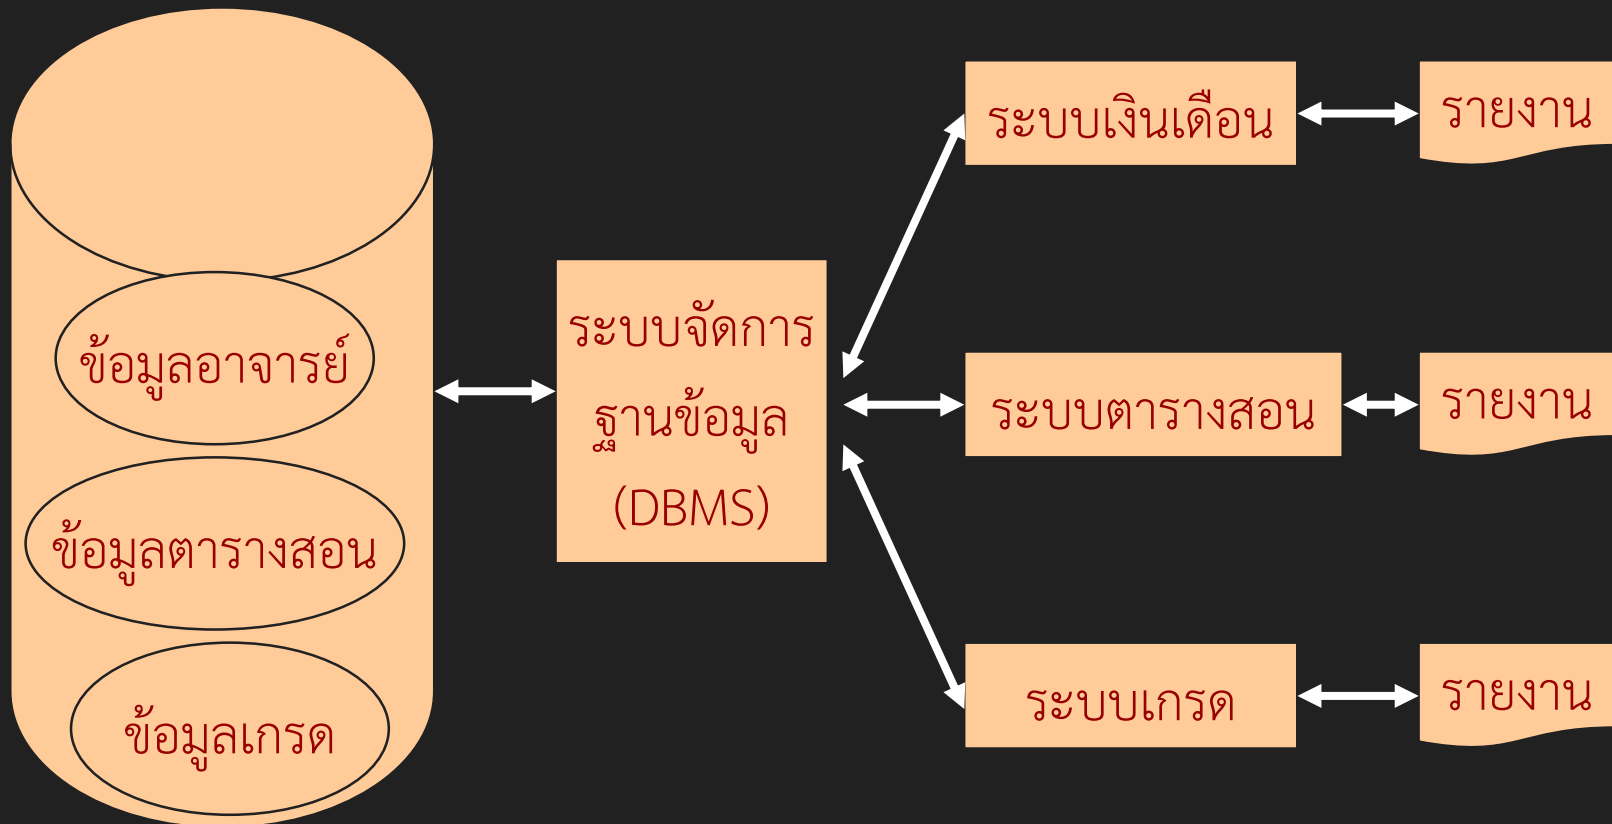 ข้อมูลอาจารย์
ข้อมูลตารางสอน
ข้อมูลเกรด
ระบบจัดการ
ฐานข้อมูล
(DBMS)
ระบบเงินเดือน
รายงาน
ระบบตารางสอน
รายงาน
ระบบเกรด
รายงาน